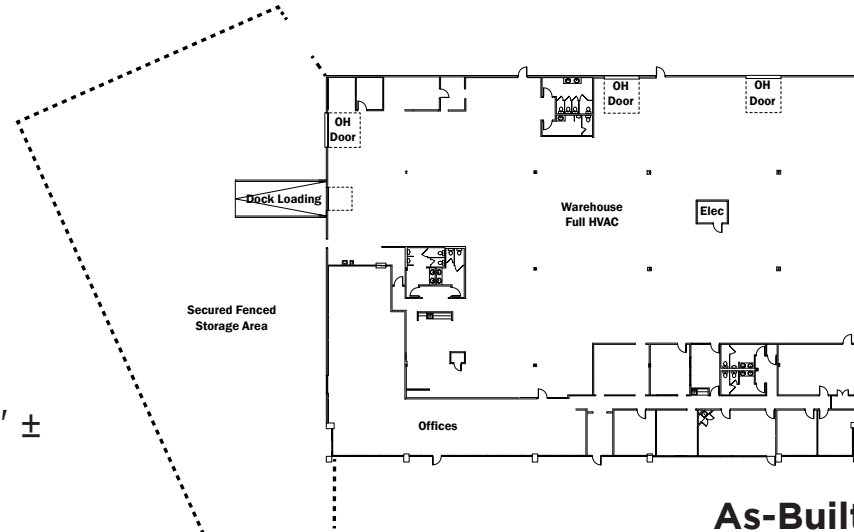 OH
Door
OH
Door
OH
Door
Dock Loading
Warehouse
Full HVAC
Elec
Secured Fenced
Storage Area
' ±
Offices
As-Built